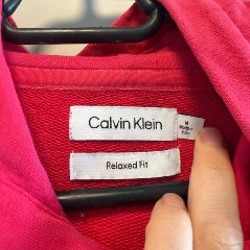 Calvin Klein
M
Relaxed Fit